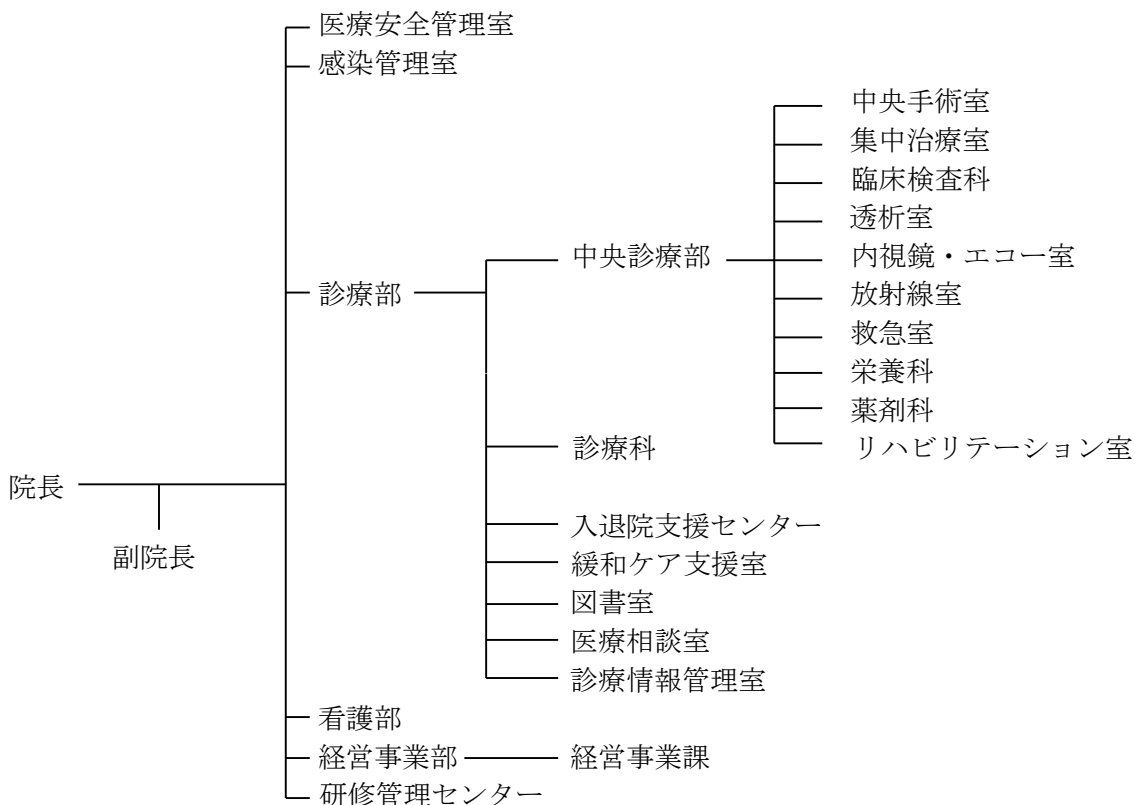 医療安全管理室
感染管理室
中央手術室
集中治療室
臨床検査科
透析室
中央診療部
内視鏡・エコー室
診療部
放射線室
救急室
栄養科
薬剤科
診療科
リハビリテーション室
院長
入退院支援センター
副院長
緩和ケア支援室
図書室
医療相談室
診療情報管理室
看護部
経営事業部
経営事業課
研修管理センター